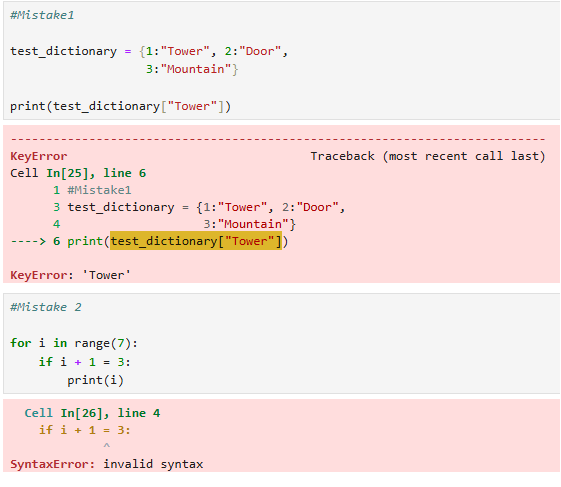 #Mistake1
test_dictionary = {1:"Tower", 2:"Door",
3:"Mountain"}
print(test_dictionary["Tower"])
---------------------------------------------------------------------------
KeyError Traceback (most recent call last)
Cell In[25], line 6
1 #Mistake1
3 test_dictionary = {1:"Tower", 2:"Door",
4 3:"Mountain"}
----> 6 print(test_dictionary["Tower"])
KeyError: 'Tower'
#Mistake 2
for i in range(7):
if i + 1 = 3:
print(i)
Cell In[26], line 4
if i + 1 = 3:
^
SyntaxError: invalid syntax